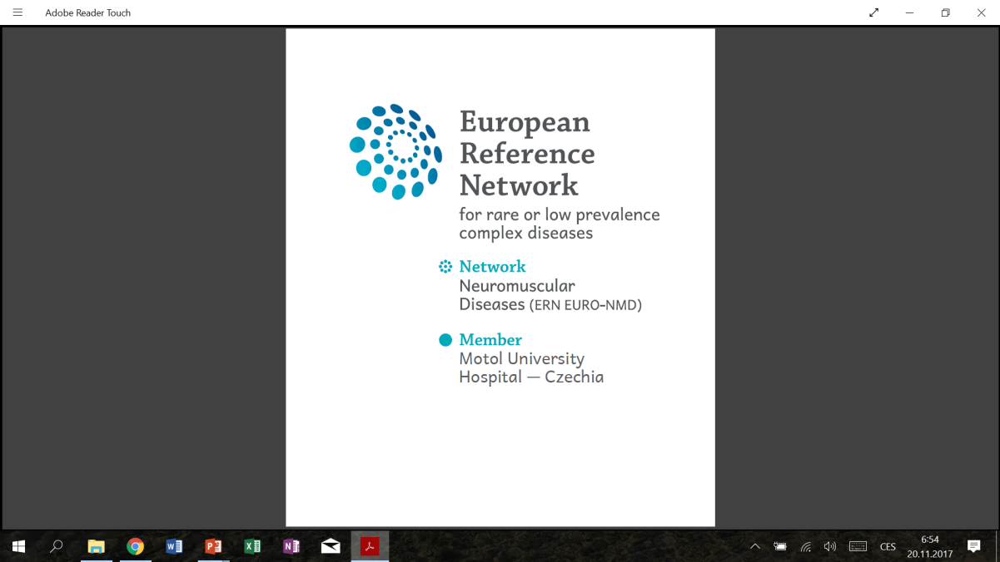 Adobe Reader Touch
European
Reference
Network
for rare or low prevalence
complex diseases
Network
Neuromuscular
Diseases (ERN EURO-NMD)
Member
Motol University
Hospital — Czechia
CES
6:54
20.11.2017